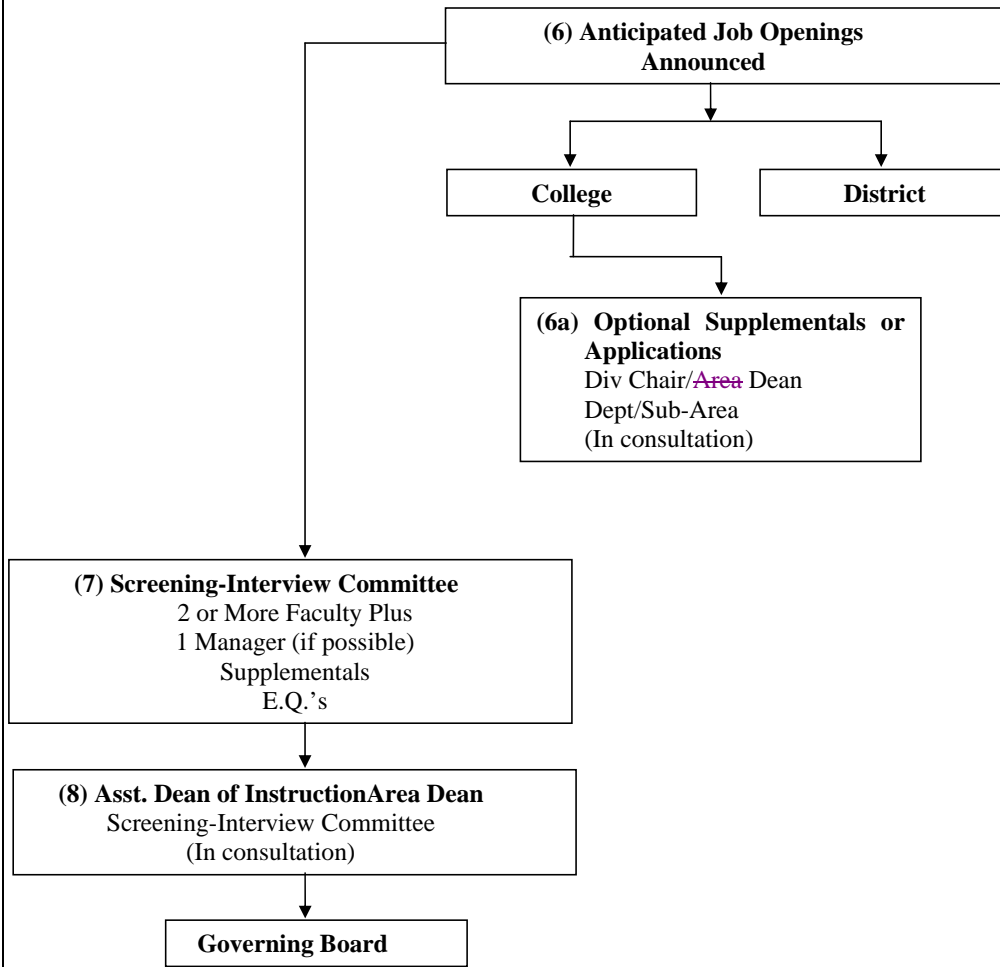 (6) Anticipated Job Openings
Announced
College
District
(6a) Optional Supplementals or
Applications
Div Chair/Area Dean
Dept/Sub-Area
(In consultation)
(7) Screening-Interview Committee
2 or More Faculty Plus
1 Manager (if possible)
Supplementals
E.Q.’s
(8) Asst. Dean of InstructionArea Dean
Screening-Interview Committee
(In consultation)
Governing Board